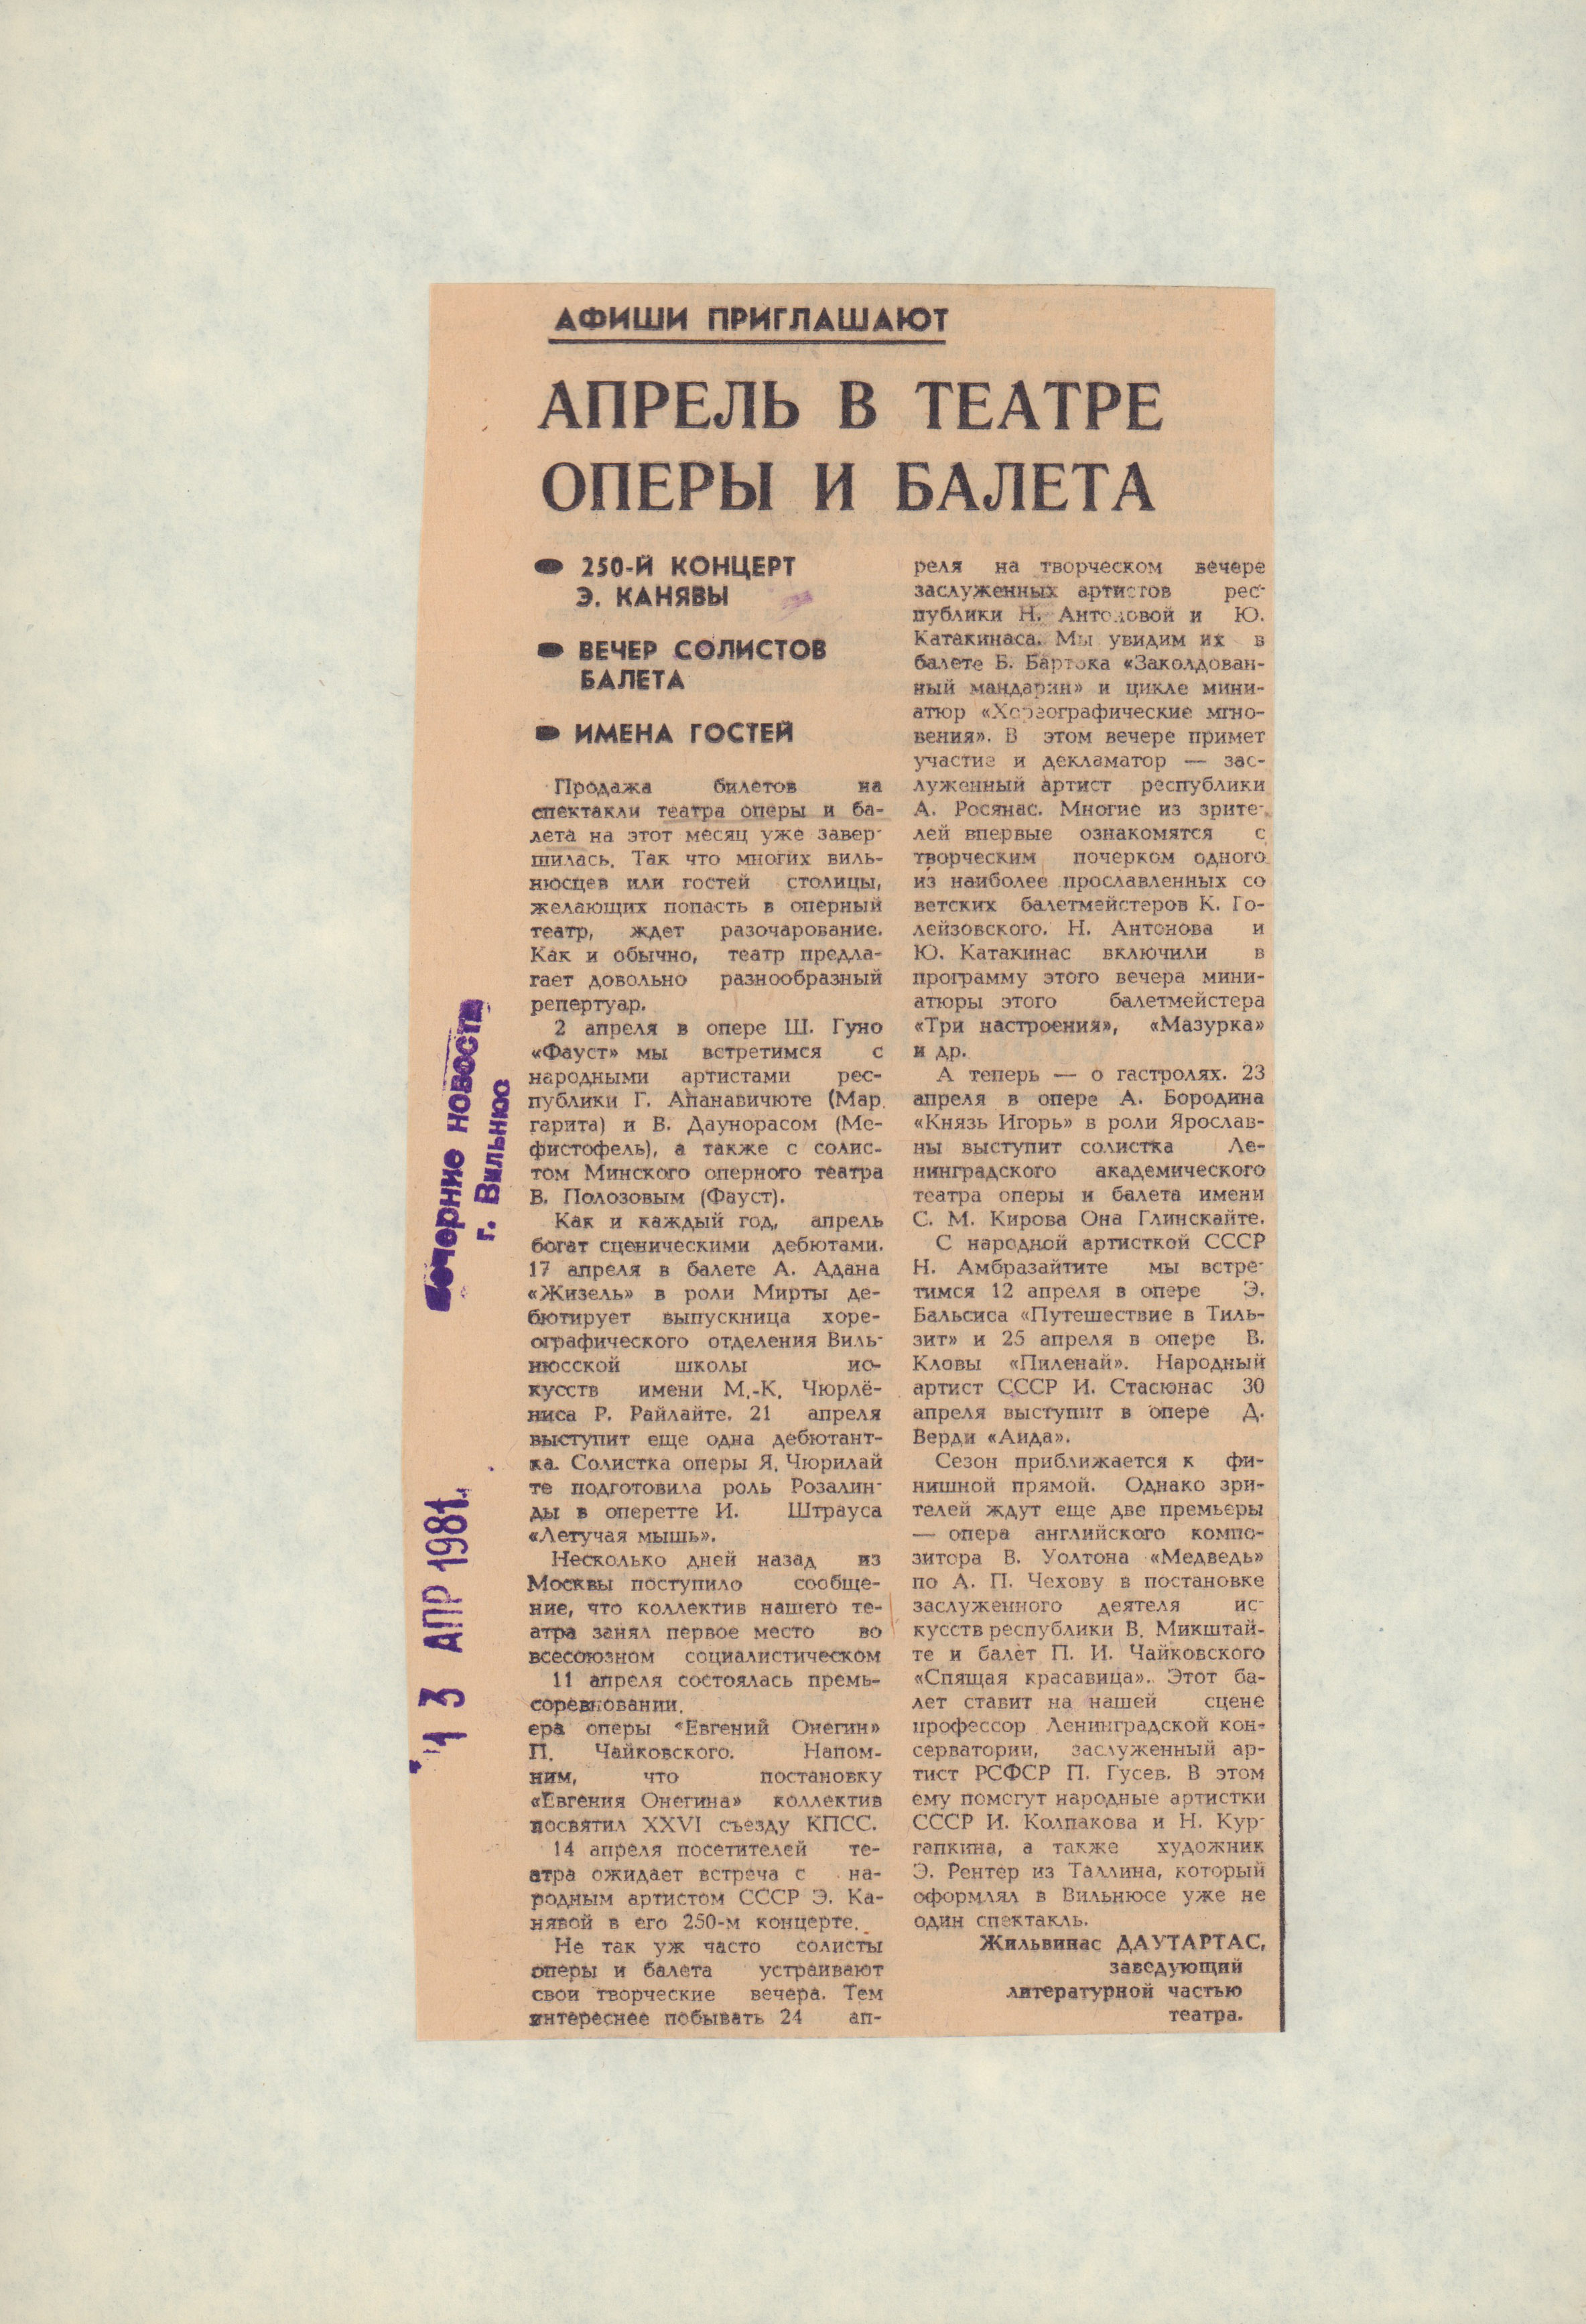 АФИШИ ПРИГЛАШАЮТ
АПРЕЛЬ В ТЕАТРЕ
ОПЕРЫ И БАЛЕТА
250-Й КОНЦЕРТ
Э. КАНЯВЫ
ВЕЧЕР СОЛИСТОВ
БАЛЕТА
ИМЕНА ГОСТЕЙ
Продажа билетов на
спектакли театра оперы и ба-
лета на этот месяц уже завер-
шилась. Так что многих виль-
нюсцев или гостей столицы,
желающих попасть в оперный
театр, ждет разочарование.
Как и обычно, театр предла-
гает довольно разнообразный
репертуар.
2 апреля в опере Ш. Гуно
«Фауст» мы встретимся с
народными артистами рес-
публики Г. Апанавичюте (Мар.
гарита) и В. Даунорасом (Ме-
фистофель), а также с солис-
том Минского оперного театра
В. Полозовым (Фауст).
Как и каждый год, апрель
богат сценическими дебютами.
17 апреля в балете А. Адана
«Жизель» в роли Мирты де-
бютирует выпускница хоре-
ографического отделения Виль-
нюсской школы ис-
кусств имени М.-К. Чюрлё-
ниса Р. Райлайте. 21 апреля
выступит еще одна дебютант-
ка. Солистка оперы Я. Чюрилай
те подготовила роль Розалин-
ды в оперетте И. Штрауса
«Летучая мышь».
Несколько дней назад из
Москвы поступило сообще-
ние, что коллектив нашего те-
атра занял первое место во
всесоюзном социалистическом
11 апреля состоялась премь-
соревновании.
ера оперы «Евгений Онегин»
П. Чайковского. Напом-
ним, что постановку
«Евгения Онегина» коллектив
посвятил XXVI съезду КПСС.
14 апреля посетителей те-
атра ожидает встреча с на-
родным артистом СССР Э. Ка-
нявой в его 250-м концерте.
Не так уж часто солисты
оперы и балета устраивают
свои творческие вечера. Тем
интереснее побывать 24 ап-
реля на творческом вечере
заслуженных артистов рес-
публики Н. Антоновой и Ю.
Катакинаса. Мы увидим их в
балете Б. Бартока «Заколдован-
ный мандарин» и цикле мини-
атюр «Хореографические мгно-
вения». В этом вечере примет
участие и декламатор — зас-
луженный артист республики
А. Росянас. Многие из зрите-
лей впервые ознакомятся с
творческим почерком одного
из наиболее прославленных со
ветских балетмейстеров К. Го-
лейзовского. Н. Антонова и
Ю. Катакинас включили в
программу этого вечера мини-
атюры этого балетмейстера
«Три настроения», «Мазурка»
и др.
А теперь — о гастролях. 23
апреля в опере А. Бородина
«Князь Игорь» в роли Ярослав-
ны выступит солистка Ле-
нинградского академического
театра оперы и балета имени
С. М. Кирова Она Глинскайте.
С народной артисткой СССР
Н. Амбразайтите мы встре-
тимся 12 апреля в опере Э.
Бальсиса «Путешествие в Тиль-
зит» и 25 апреля в опере В.
Кловы «Пиленай». Народный
артист СССР И. Стасюнас 30
апреля выступит в опере Д.
Верди «Аида».
Сезон приближается к фи-
нишной прямой. Однако зри-
телей ждут еще две премьеры
— опера английского компо-
зитора В. Уолтона «Медведь»
по А. П. Чехову в постановке
заслуженного деятеля ис-
кусств республики В. Микштай-
те и балет П. И. Чайковского
«Спящая красавица». Этот ба-
лет ставит на нашей сцене
профессор Ленинградской кон-
серватории, заслуженный ар-
тист РСФСР П. Гусев. В этом
ему помогут народные артистки
СССР И. Колпакова и Н. Кур-
гапкина, а также художник
Э. Рентер из Таллина, который
оформлял в Вильнюсе уже не
один спектакль.
Жильвинас ДАУТАРТАС,
заведующий
литературной частью
театра.
Вечерние новости
г. Вильнюс
13 АПР 1981